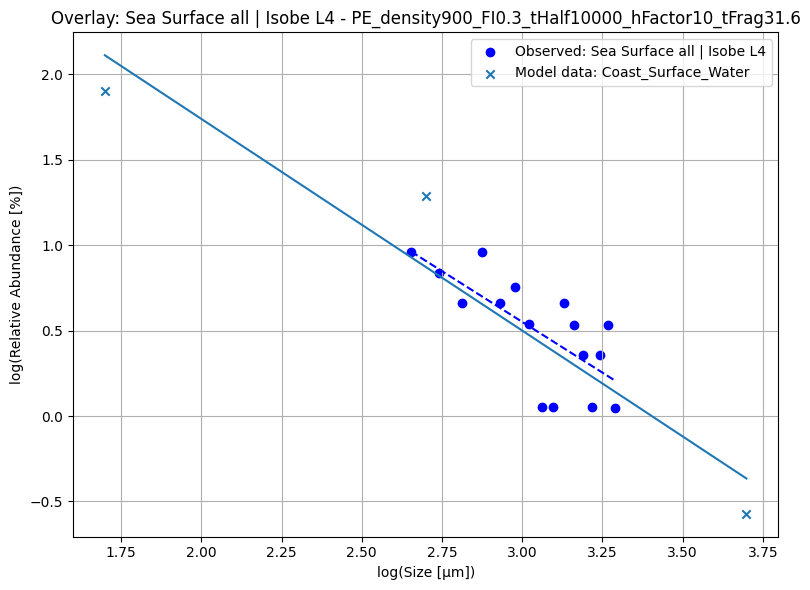 Overlay: Sea Surface all | Isobe L4 - PE_density900_FI0.3_tHalf10000_hFactor10_tFrag31.6
Observed: Sea Surface all | Isobe L4
Model data: Coast_Surface_Water
log(Relative Abundance [%])
2.0
1.5
1.0
0.5
0.0
−0.5
1.75 2.00 2.25 2.50 2.75 3.00 3.25 3.50 3.75
log(Size [µm])